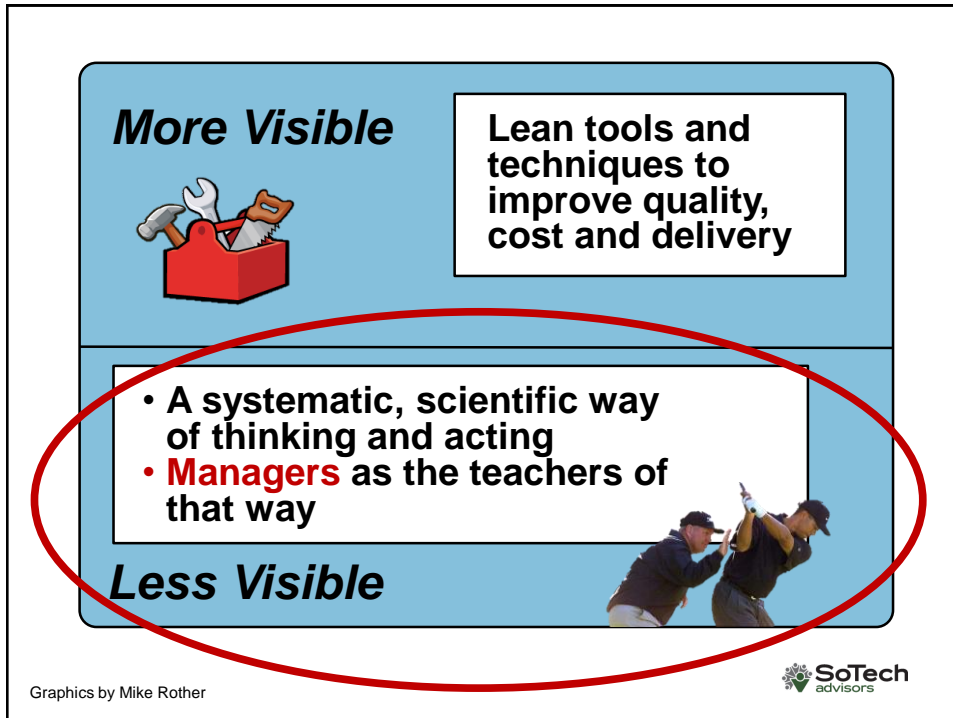 More Visible
Lean tools and
techniques to
improve quality,
cost and delivery
• A systematic, scientific way
of thinking and acting
• Managers as the teachers of
that way
Less Visible
Graphics by Mike Rother
SoTech
advisors